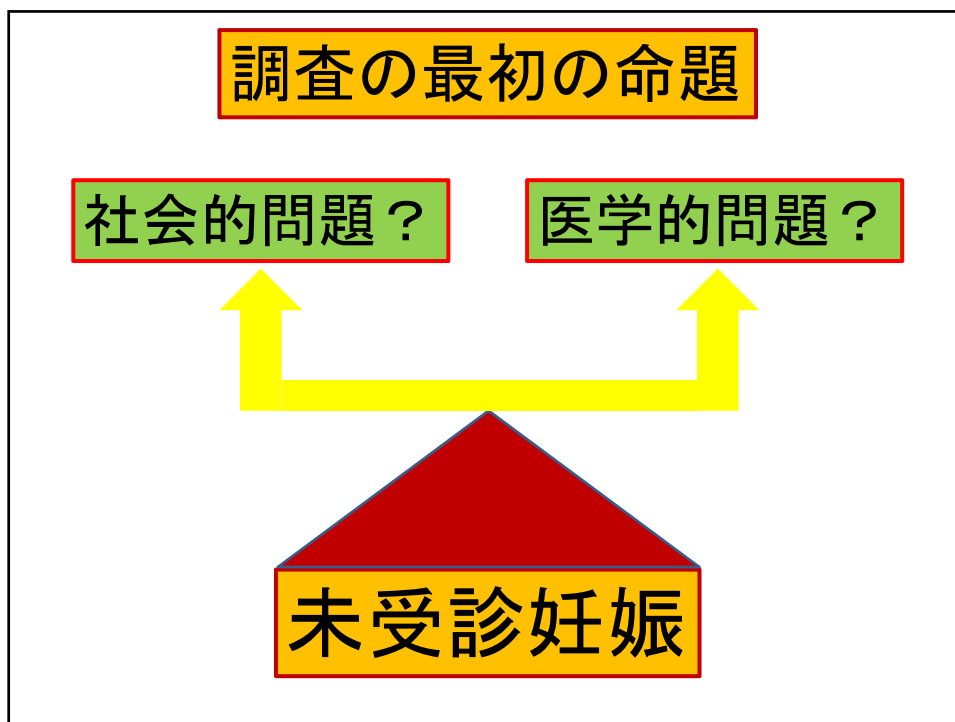 調査の最初の命題
社会的問題？
医学的問題？
未受診妊娠